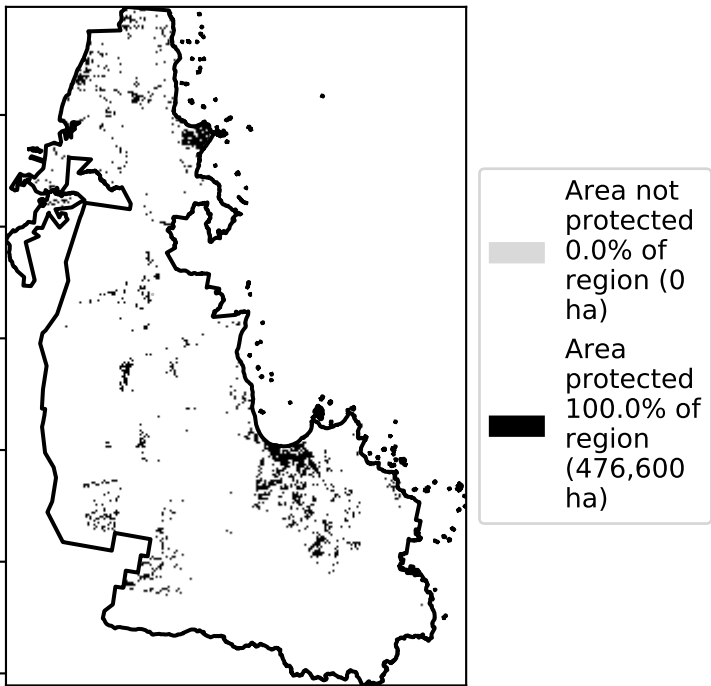 Area not
protected
0.0% of
region (0
ha)
Area
protected
100.0% of
region
(476,600
ha)